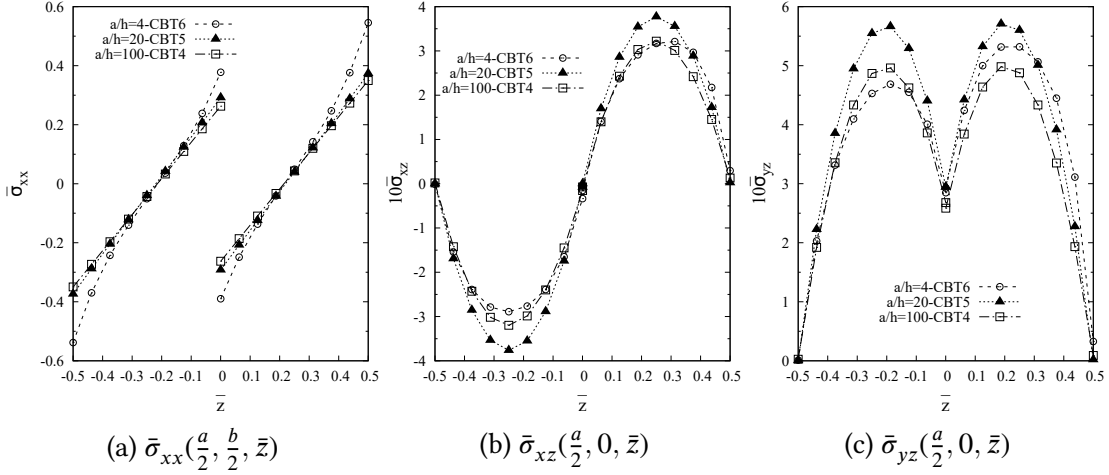 a/h=4-CBT6
a/h=20-CBT5
a/h=100-CBT4
0.6
0.4
0.2
0
-0.2
-0.4
-0.6
σ̄xx
-0.5 -0.4 -0.3 -0.2 -0.1 0 0.1 0.2 0.3 0.4 0.5
z̄
(a) σ̄xx(a/2, b/2, z̄)
a/h=4-CBT6
a/h=20-CBT5
a/h=100-CBT4
4
3
2
1
0
-1
-2
-3
-4
10σ̄xz
-0.5 -0.4 -0.3 -0.2 -0.1 0 0.1 0.2 0.3 0.4 0.5
z̄
(b) σ̄xz(a/2, 0, z̄)
6
5
4
3
2
1
0
10σ̄yz
a/h=4-CBT6
a/h=20-CBT5
a/h=100-CBT4
-0.5 -0.4 -0.3 -0.2 -0.1 0 0.1 0.2 0.3 0.4 0.5
z̄
(c) σ̄yz(a/2, 0, z̄)